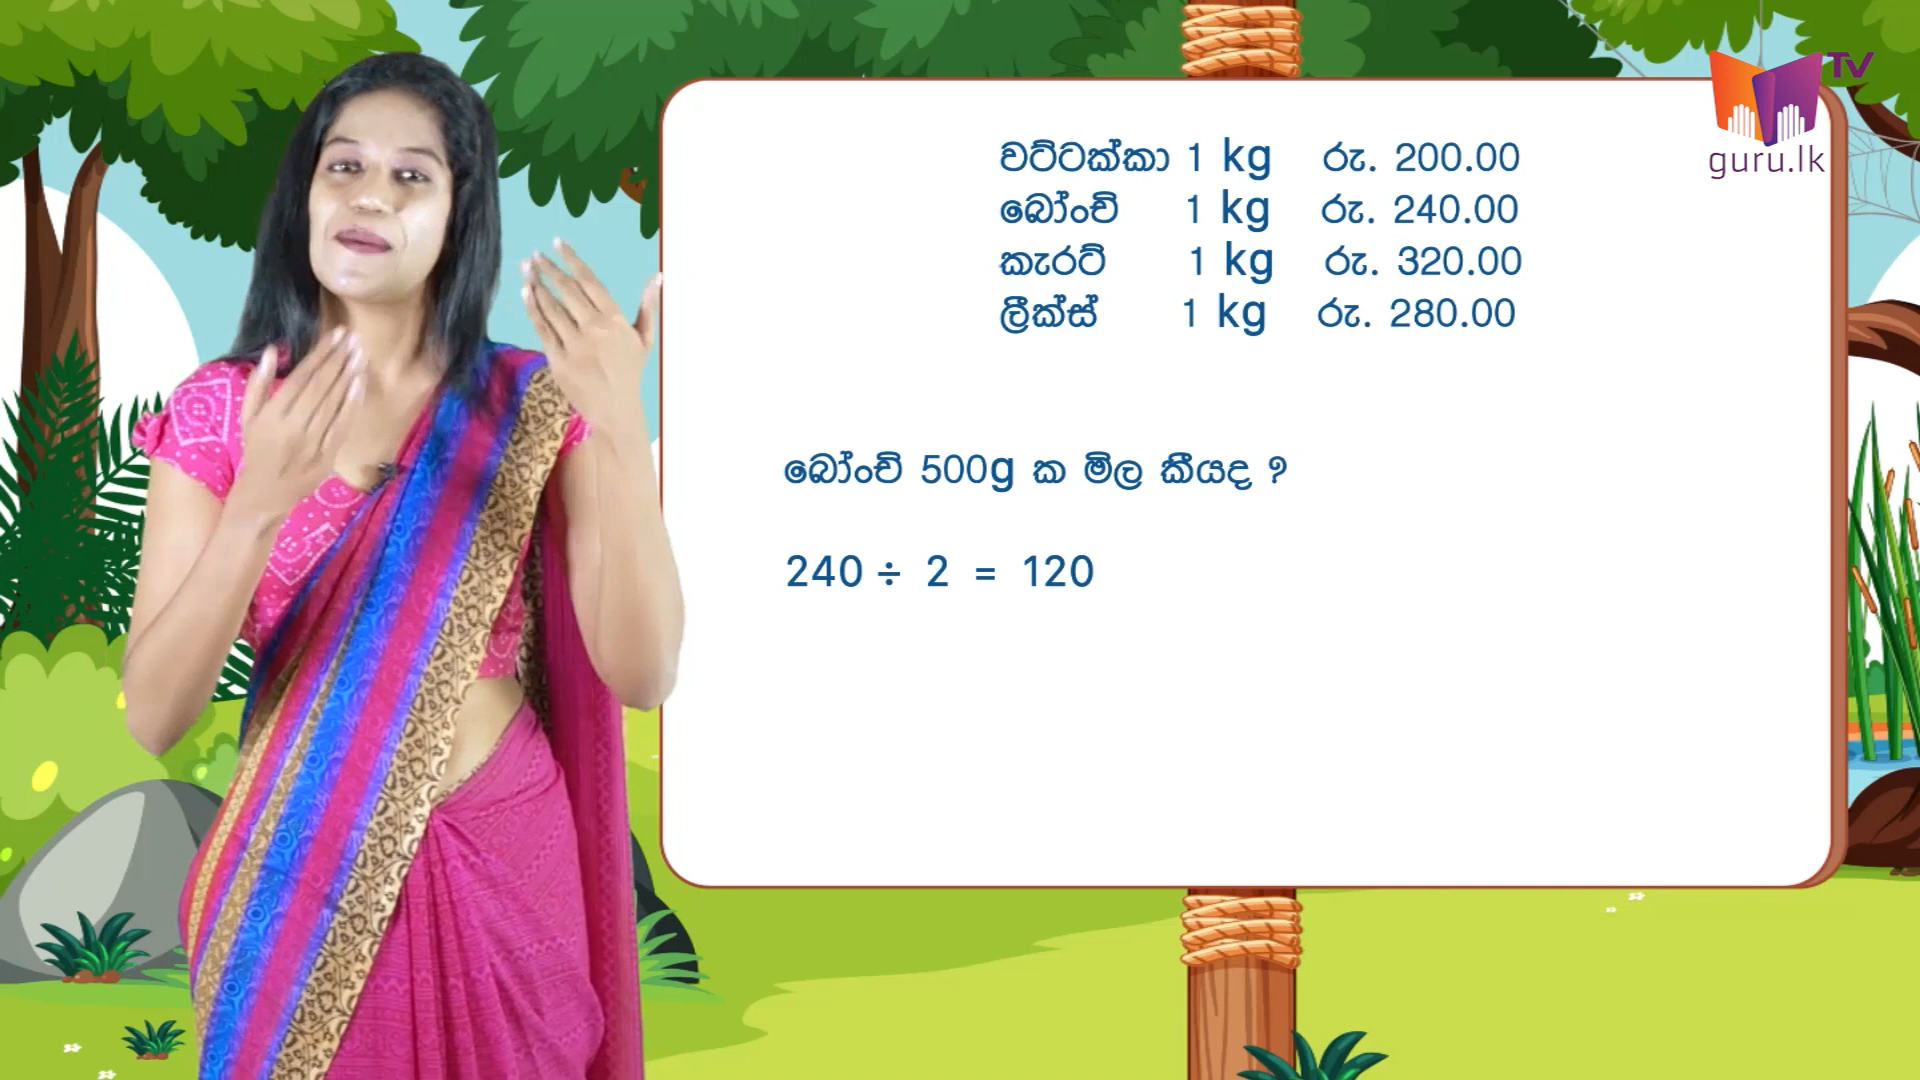 වට්ටක්කා 1 kg රු. 200.00
බෝංචි 1 kg රු. 240.00
කැරට් 1 kg රු. 320.00
ලීක්ස් 1 kg රු. 280.00
බෝංචි 500g ක මිල කීයද ?
240 ÷ 2 = 120
TV
guru.lk